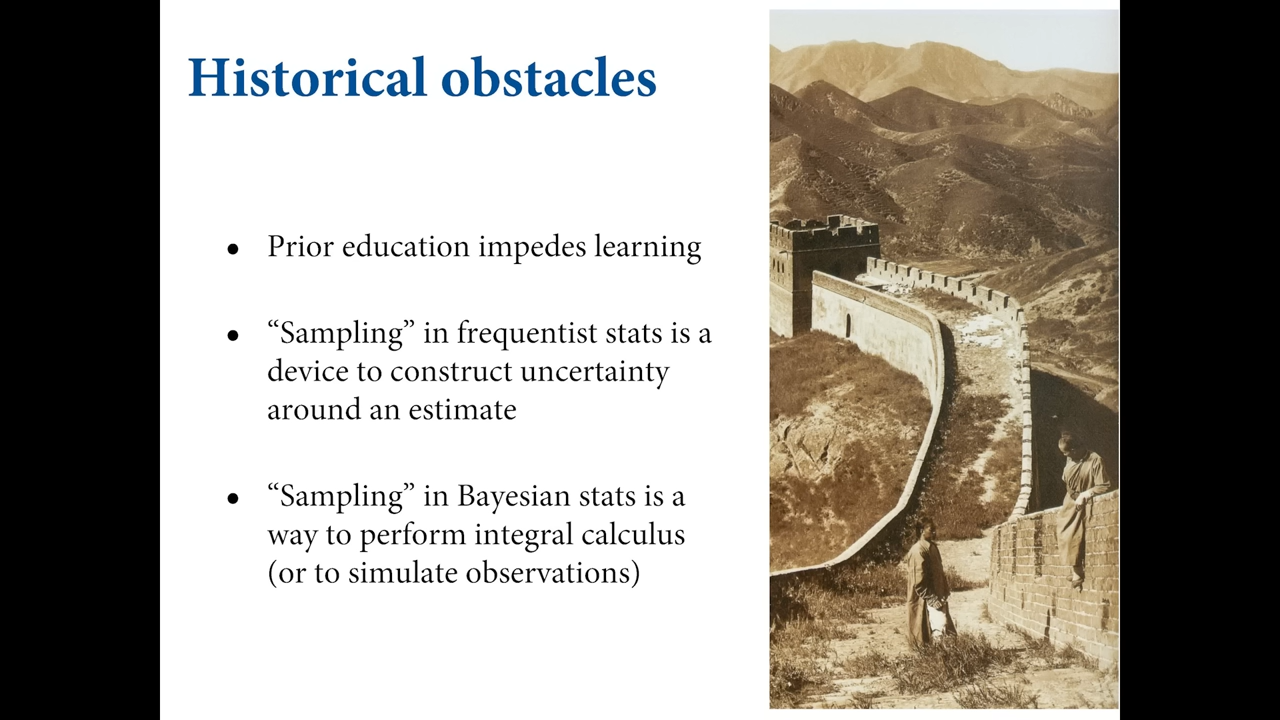 Historical obstacles
• Prior education impedes learning
• “Sampling” in frequentist stats is a
device to construct uncertainty
around an estimate
• “Sampling” in Bayesian stats is a
way to perform integral calculus
(or to simulate observations)